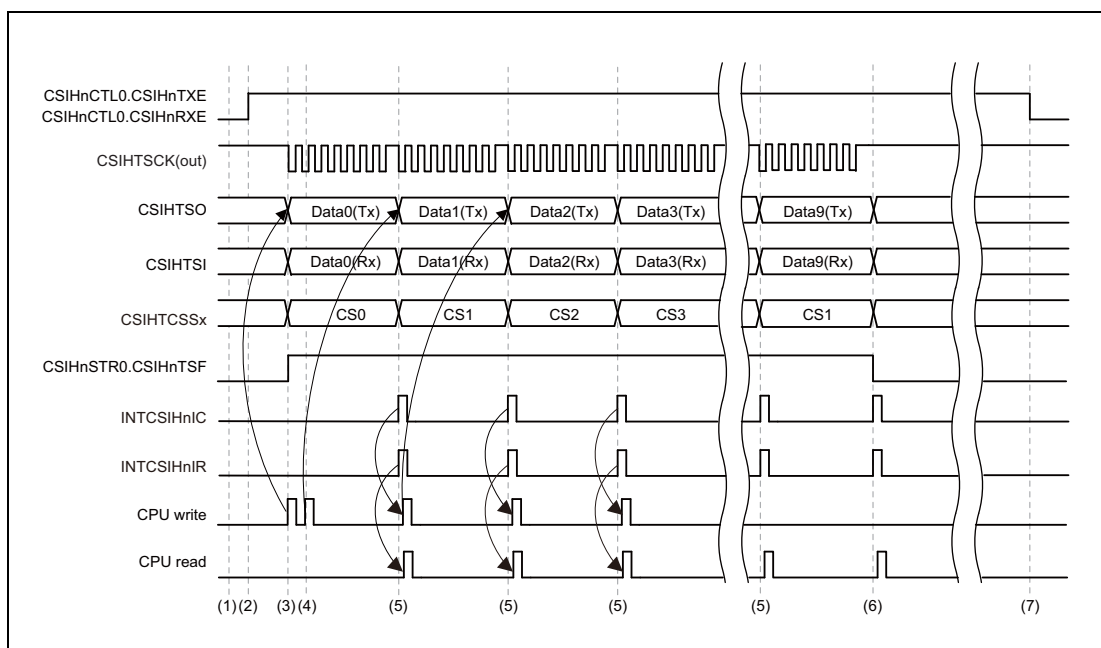 CSIHnCTL0.CSIHnTXE
CSIHnCTL0.CSIHnRXE
CSIHTSCK(out)
CSIHTSO Data0(Tx) Data1(Tx) Data2(Tx) Data3(Tx) Data9(Tx)
CSIHTSI Data0(Rx) Data1(Rx) Data2(Rx) Data3(Rx) Data9(Rx)
CSIHTCSSx CS0 CS1 CS2 CS3 CS1
CSIHnSTR0.CSIHnTSF
INTCSIHnIC
INTCSIHnIR
CPU write
CPU read
(1) (2) (3) (4) (5) (5) (5) (5) (6) (7)